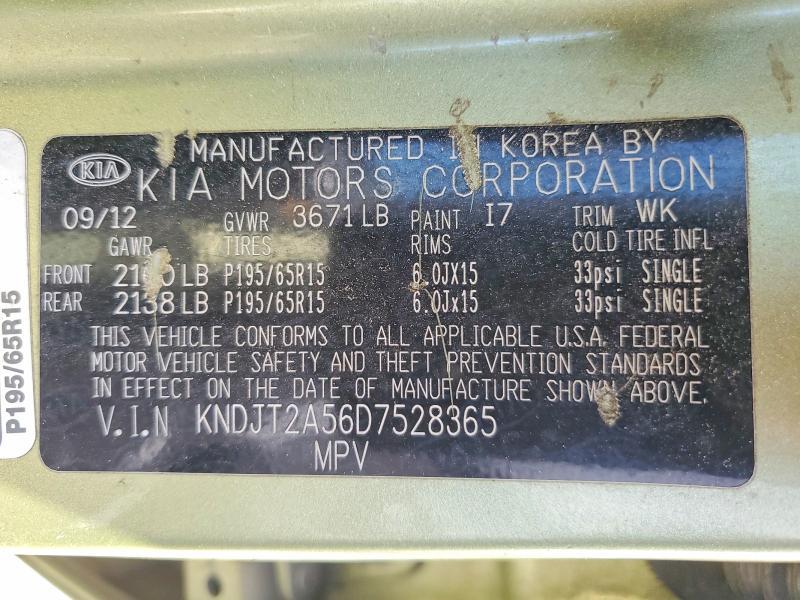 MANUFACTURED IN KOREA BY
KIA KIA MOTORS CORPORATION
09/12 GVWR 3671LB PAINT I7 TRIM WK
GAWR TIRES RIMS COLD TIRE INFL
FRONT LB P195/65R15 6.0JX15 33psi SINGLE
REAR 2138LB P195/65R15 6.0Jx15 33psi SINGLE
THIS VEHICLE CONFORMS TO ALL APPLICABLE U.S.A. FEDERAL
MOTOR VEHICLE SAFETY AND THEFT PREVENTION STANDARDS
IN EFFECT ON THE DATE OF MANUFACTURE SHOWN ABOVE.
V.I.N KNDJT2A56D7528365
MPV
P195/65R15